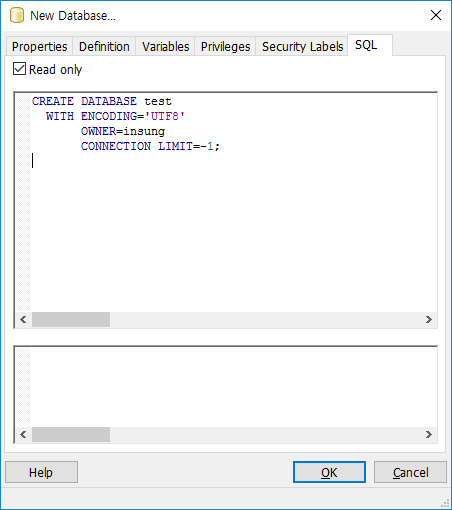 New Database...
Properties Definition Variables Privileges Security Labels SQL
Read only
CREATE DATABASE test
WITH ENCODING='UTF8'
OWNER=insung
CONNECTION LIMIT=-1;
Help OK Cancel